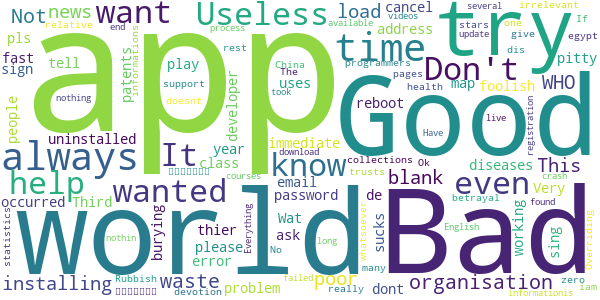 Not news want Useless load cancel try available videos several irrelevant
pls relative end address stars one If
fast tell process update give egypt
sign patents informations play rest programmers dis pitty
app developer support China The uses time map pages Don't foolish WHO
people nothing doesnt took reboot health Good live registration
uninstalled year immediate Have
always It class download collections Ok diseases This
help wanted know email blank trusts even Very crash
occurred Third courses password de betrayal found
statistics world burying thier Everything Wat sucks Bad English working sing Overriding
nothin please ask long whatsoever
error No failed many organisation zero
installing Rubbish waste problem really poor dont informationis iam
devotion